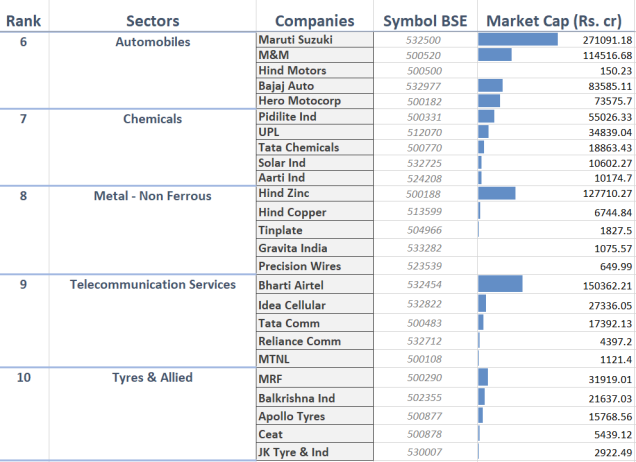 Rank Sectors Companies Symbol BSE Market Cap (Rs. cr)
6 Automobiles Maruti Suzuki 532500 271091.18
M&M 500520 114516.68
Hind Motors 500500 150.23
Bajaj Auto 532977 83585.11
Hero Motocorp 500182 73575.7
7 Chemicals Pidilite Ind 500331 55026.33
UPL 512070 34839.04
Tata Chemicals 500770 18863.43
Solar Ind 532725 10602.27
Aarti Ind 524208 10174.7
8 Metal - Non Ferrous Hind Zinc 500188 127710.27
Hind Copper 513599 6744.84
Tinplate 504966 1827.5
Gravita India 533282 1075.57
Precision Wires 523539 649.99
9 Telecommunication Services Bharti Airtel 532454 150362.21
Idea Cellular 532822 27336.05
Tata Comm 500483 17392.13
Reliance Comm 532712 4397.2
MTNL 500108 1121.4
10 Tyres & Allied MRF 500290 31919.01
Balkrishna Ind 502355 21637.03
Apollo Tyres 500877 15768.56
Ceat 500878 5439.12
JK Tyre & Ind 530007 2922.49